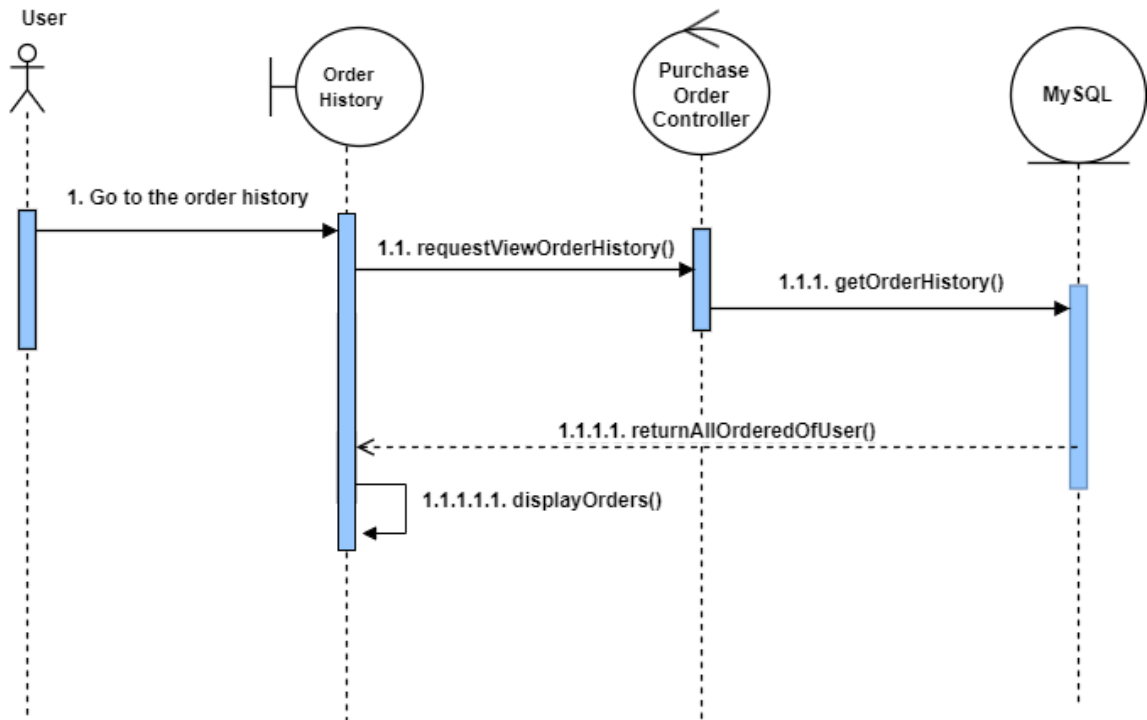 User
Order
History
Purchase
Order
Controller
MySQL
1. Go to the order history
1.1. requestViewOrderHistory()
1.1.1. getOrderHistory()
1.1.1.1. returnAllOrderedOfUser()
1.1.1.1.1. displayOrders()